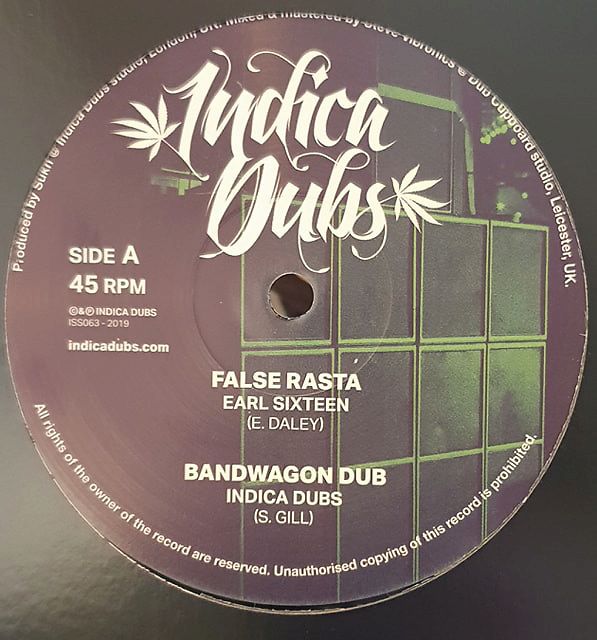 Produced by Sukh @ Indica Dubs studio, London, UK. Mixed & mastered by Steve Vibronics @ Dub Cupboard studio, Leicester, UK.
Indica
Dubs
SIDE A
45 RPM
©&℗ INDICA DUBS
ISS063 - 2019
indicadubs.com
FALSE RASTA
EARL SIXTEEN
(E. DALEY)
BANDWAGON DUB
INDICA DUBS
(S. GILL)
All rights of the owner of the record are reserved. Unauthorised copying of this record is prohibited.